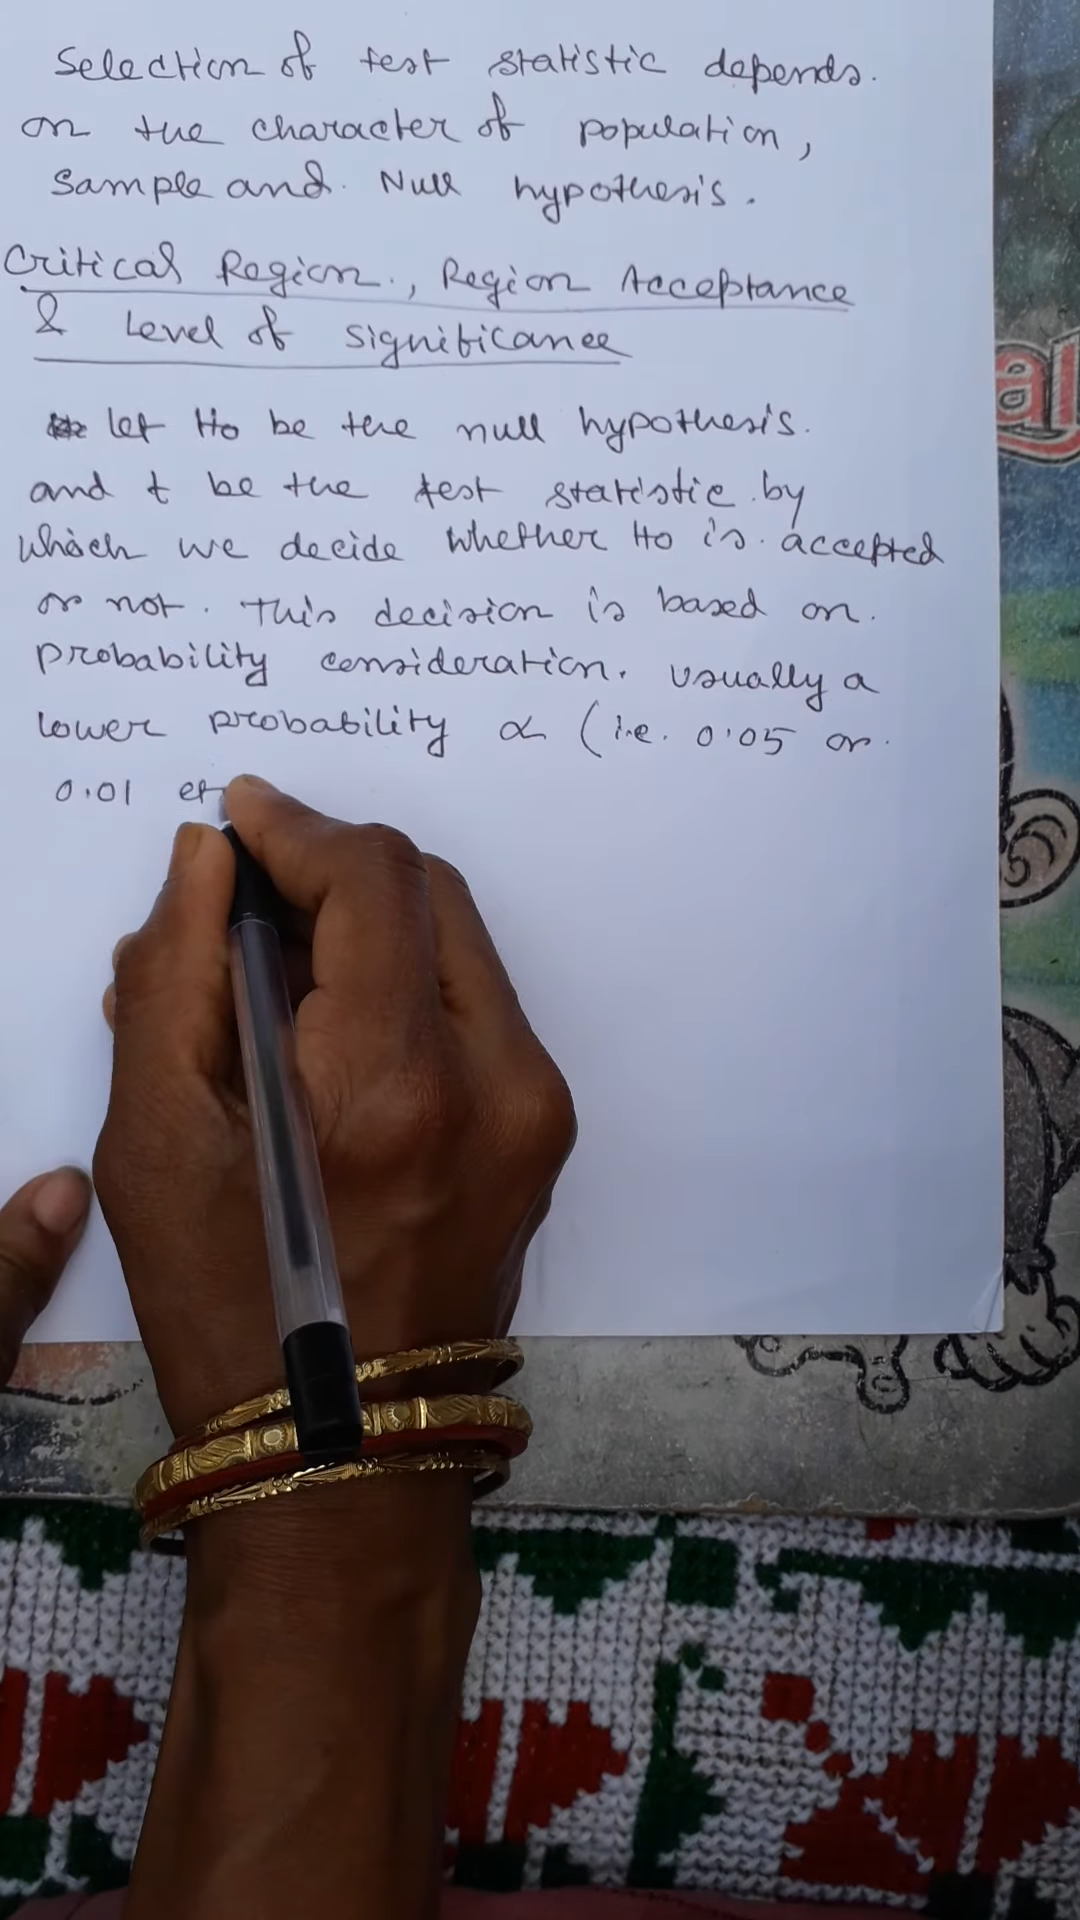 Selection of test statistic depends.
on the character of population,
Sample and. Null hypothesis.
Critical Region., Region Acceptance
& Level of significance
let Ho be the null hypothesis.
and t be the test statistic by
which we decide whether Ho is. accepted
or not. This decision is based on.
probability consideration. Usually a
lower probability α (i.e. 0.05 or.
0.01 et
al